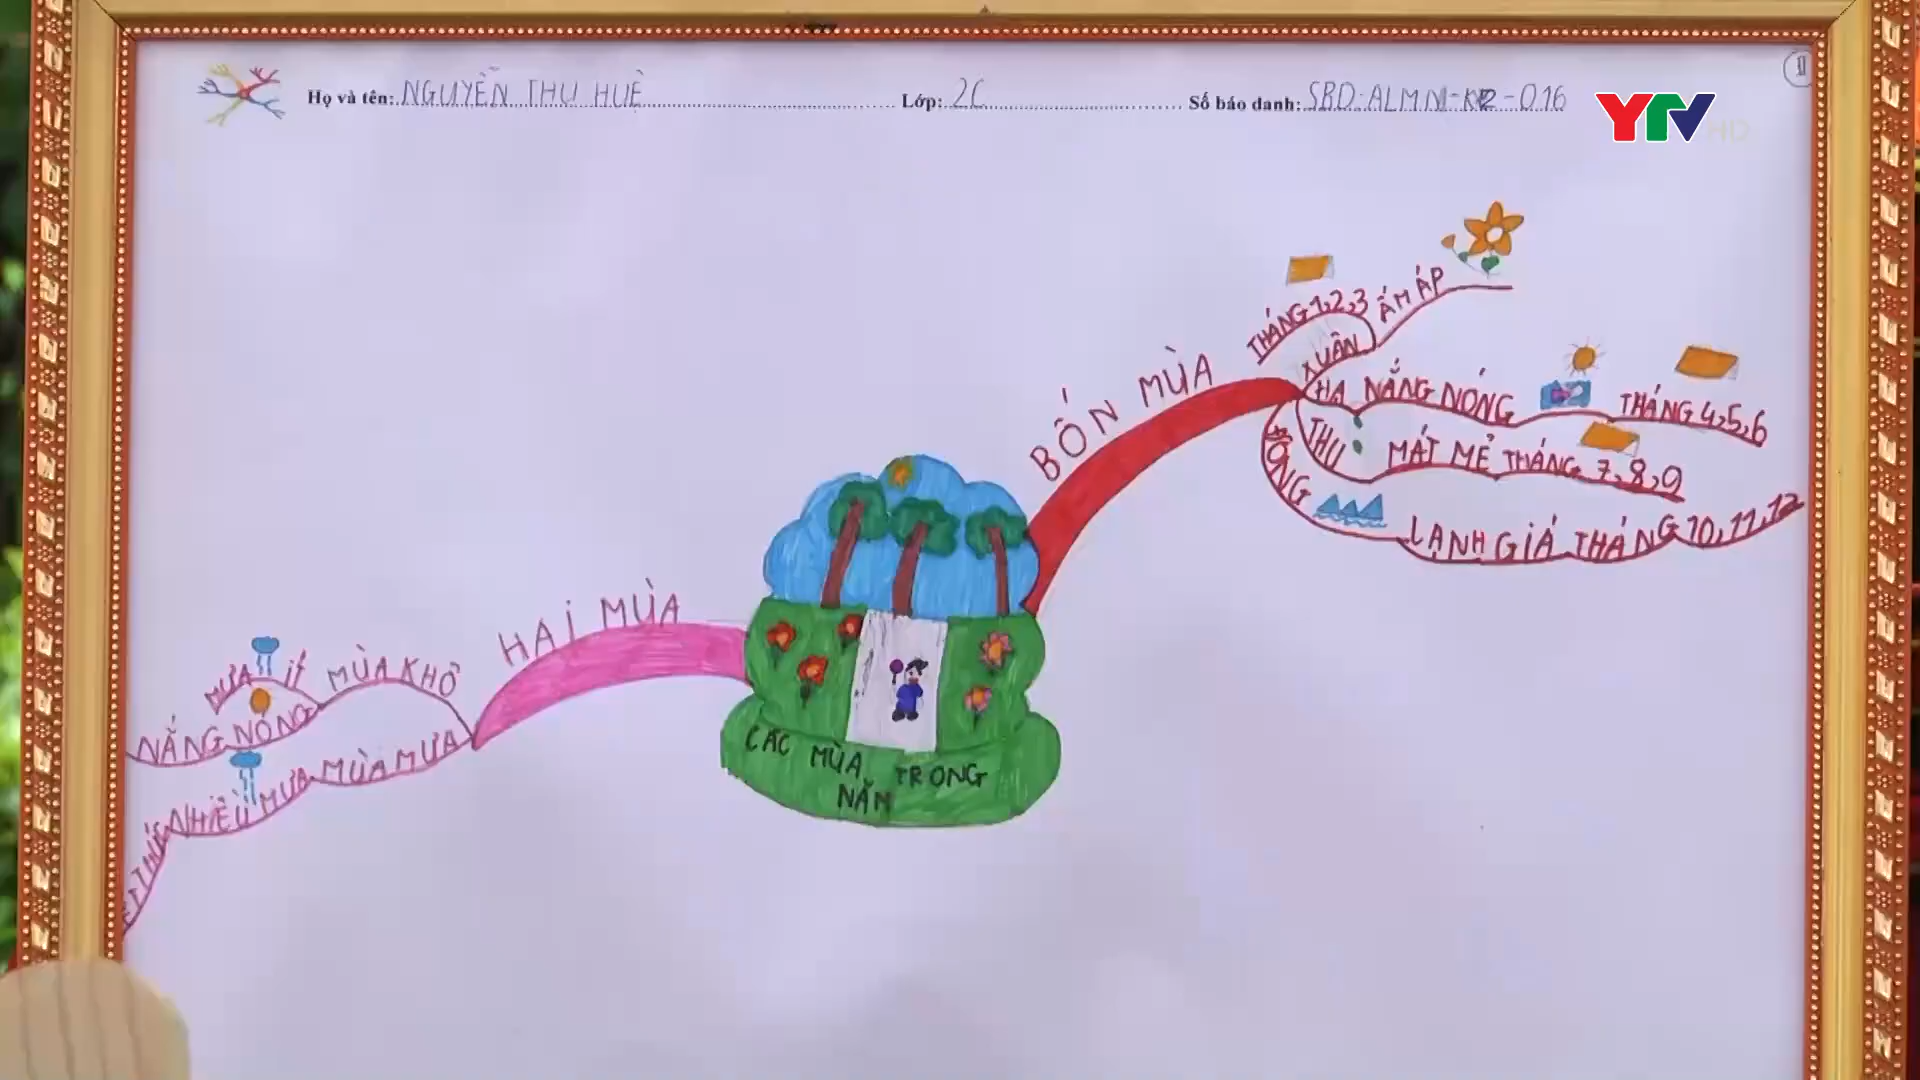 Họ và tên: NGUYỄN THU HUÈ Lớp: 2C Số báo danh: SBD-ALMN1-K2-016
YTV HD
BỐN MÙA
XUÂN
THÁNG 1,2,3
ẤM ÁP
HẠ NẮNG NÓNG THÁNG 4,5,6
THU MÁT MẺ THÁNG 7,8,9
ĐÔNG LẠNH GIÁ THÁNG 10,11,12
HAI MÙA
MÙA KHÔ
MƯA ÍT
NẮNG NÓNG
MÙA MƯA
NHIỀU MƯA
CÁC MÙA TRONG
NĂM